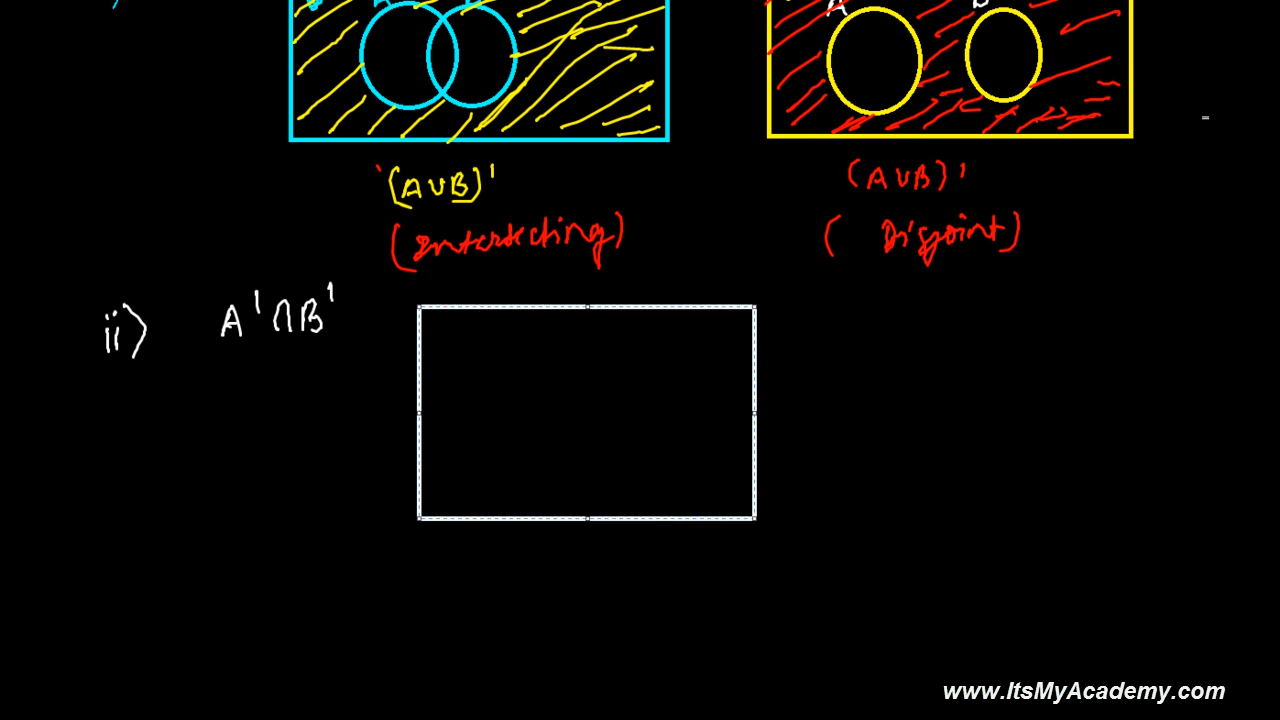 A
(A∪B)' (A∪B)'
(Intersecting) (Disjoint)
ii) A'∩B'
www.ItsMyAcademy.com